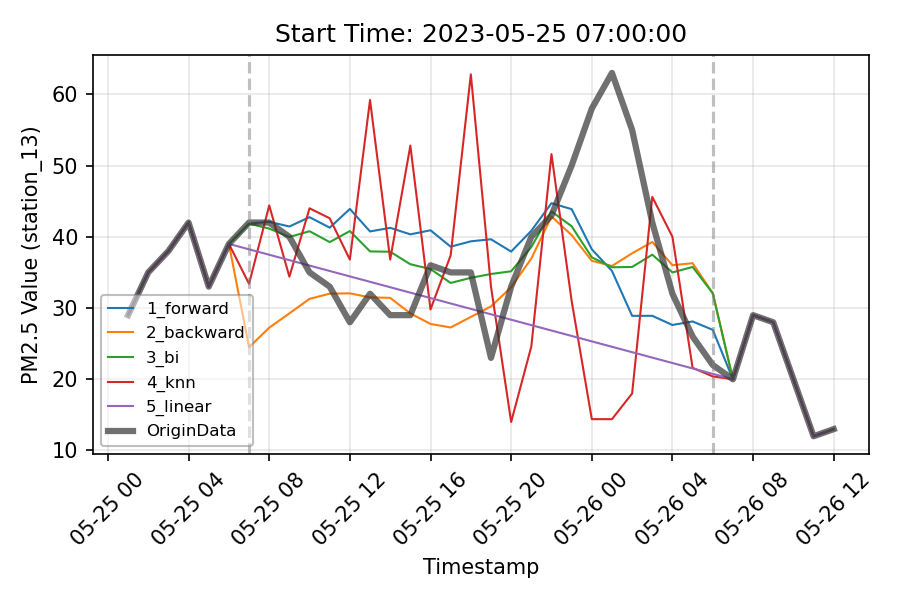 Start Time: 2023-05-25 07:00:00
PM2.5 Value (station_13)
60
50
40
30
20
10
1_forward
2_backward
3_bi
4_knn
5_linear
OriginData
05-25 00
05-25 04
05-25 08
05-25 12
05-25 16
05-25 20
05-26 00
05-26 04
05-26 08
05-26 12
Timestamp